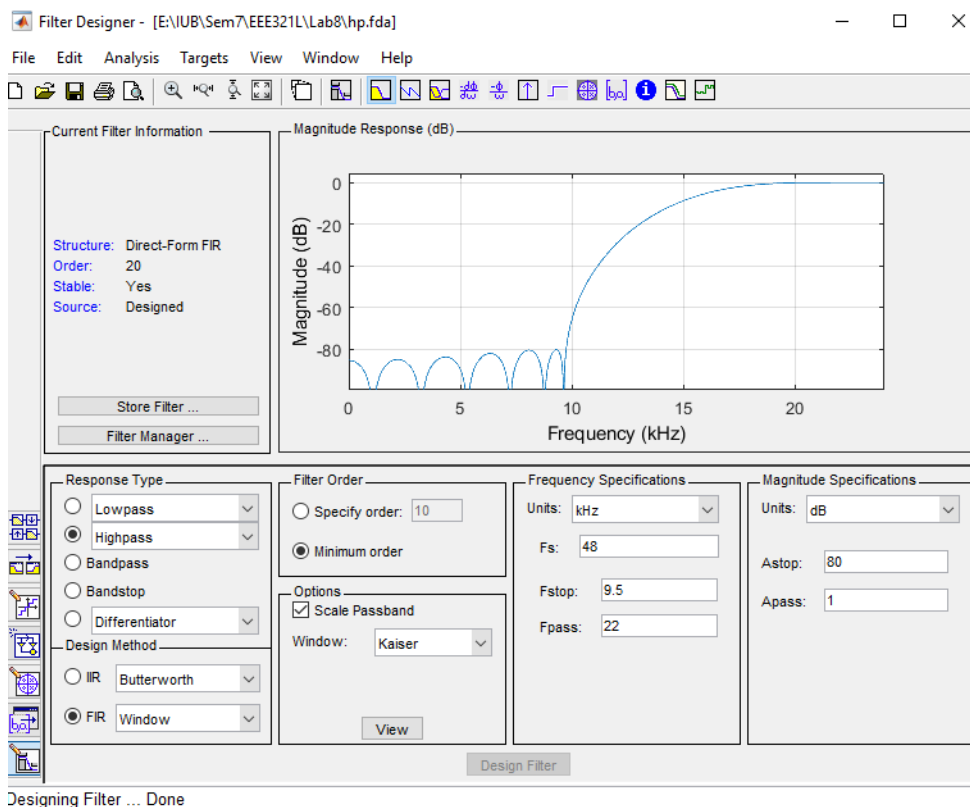 Filter Designer - [E:\IUB\Sem7\EEE321L\Lab8\hp.fda]
File Edit Analysis Targets View Window Help
Current Filter Information
Structure: Direct-Form FIR
Order: 20
Stable: Yes
Source: Designed
Store Filter ...
Filter Manager ...
Magnitude Response (dB)
Magnitude (dB)
0
-20
-40
-60
-80
0 5 10 15 20
Frequency (kHz)
Response Type
Lowpass
Highpass
Bandpass
Bandstop
Differentiator
Design Method
IIR Butterworth
FIR Window
Filter Order
Specify order: 10
Minimum order
Options
Scale Passband
Window: Kaiser
View
Frequency Specifications
Units: kHz
Fs: 48
Fstop: 9.5
Fpass: 22
Magnitude Specifications
Units: dB
Astop: 80
Apass: 1
Design Filter
Designing Filter ... Done